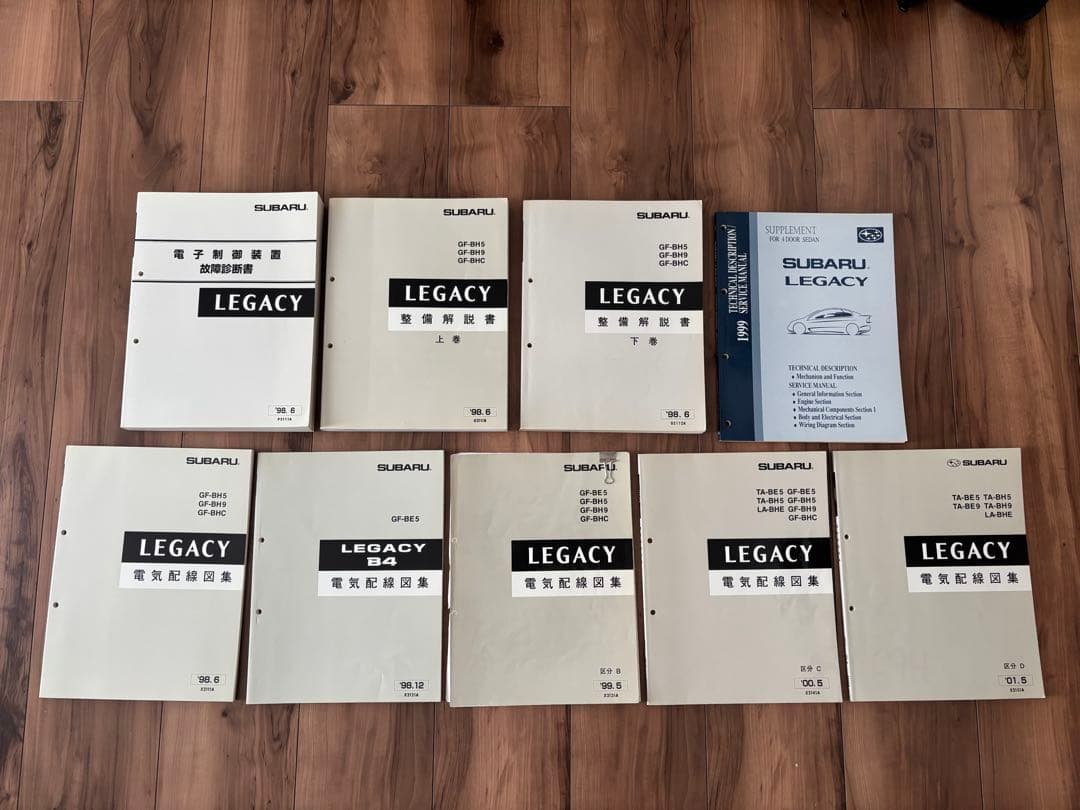 SUBARU
電子制御装置
故障診断書
LEGACY
'98. 6
SUBARU
GF-BH5
GF-BH9
GF-BHC
LEGACY
整備解説書
上巻
'98. 6
SUBARU
GF-BH5
GF-BH9
GF-BHC
LEGACY
整備解説書
下巻
'98. 6
1999 TECHNICAL DESCRIPTION/
SERVICE MANUAL
SUPPLEMENT
FOR 4 DOOR SEDAN
SUBARU
LEGACY
TECHNICAL DESCRIPTION
♦ Mechanism and Function
SERVICE MANUAL
♦ General Information Section
♦ Engine Section
♦ Mechanical Components Section 1
♦ Body and Electrical Section
♦ Wiring Diagram Section
SUBARU
GF-BH5
GF-BH9
GF-BHC
LEGACY
電気配線図集
'98. 6
SUBARU
GF-BE5
LEGACY
B4
電気配線図集
'98.12
SUBARU
GF-BE5
GF-BH5
GF-BH9
GF-BHC
LEGACY
電気配線図集
区分 B
'99. 5
SUBARU
TA-BE5 GF-BE5
TA-BH5 GF-BH5
LA-BHE GF-BH9
GF-BHC
LEGACY
電気配線図集
区分 C
'00. 5
SUBARU
TA-BE5 TA-BH5
TA-BE9 TA-BH9
LA-BHE
LEGACY
電気配線図集
区分 D
'01. 5